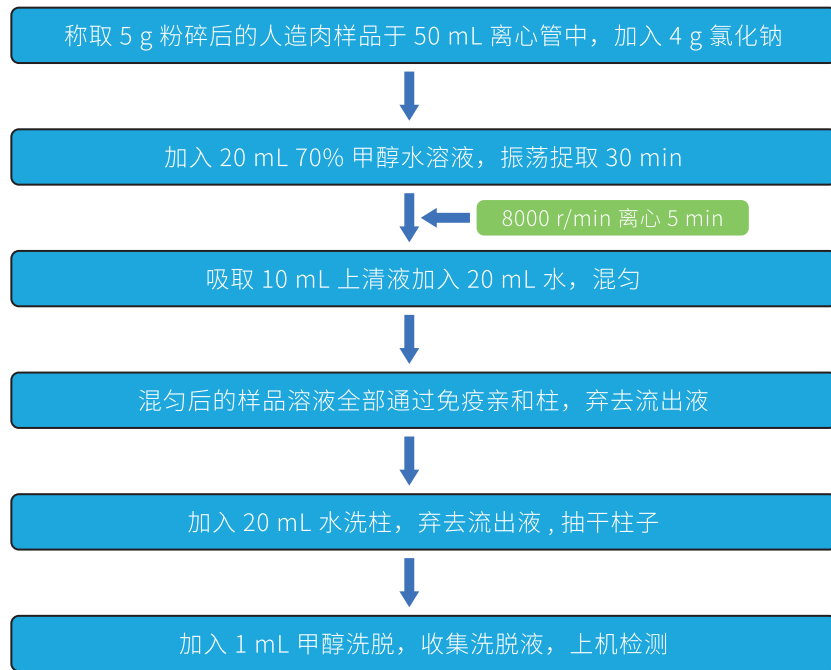 称取 5 g 粉碎后的人造肉样品于 50 mL 离心管中，加入 4 g 氯化钠
加入 20 mL 70% 甲醇水溶液，振荡捉取 30 min
8000 r/min 离心 5 min
吸取 10 mL 上清液加入 20 mL 水，混匀
混匀后的样品溶液全部通过免疫亲和柱，弃去流出液
加入 20 mL 水洗柱，弃去流出液 , 抽干柱子
加入 1 mL 甲醇洗脱，收集洗脱液，上机检测